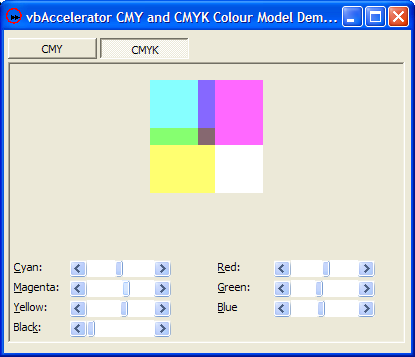 vbAccelerator CMY and CMYK Colour Model Dem...
CMY CMYK
Cyan: Red:
Magenta: Green:
Yellow: Blue
Black: